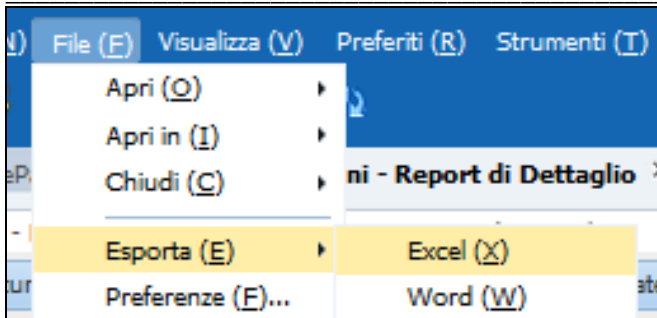 File (F) Visualizza (V) Preferiti (R) Strumenti (T)
Apri (O)
Apri in (I)
Chiudi (C)
ni - Report di Dettaglio
Esporta (E)
Excel (X)
Preferenze (F)...
Word (W)